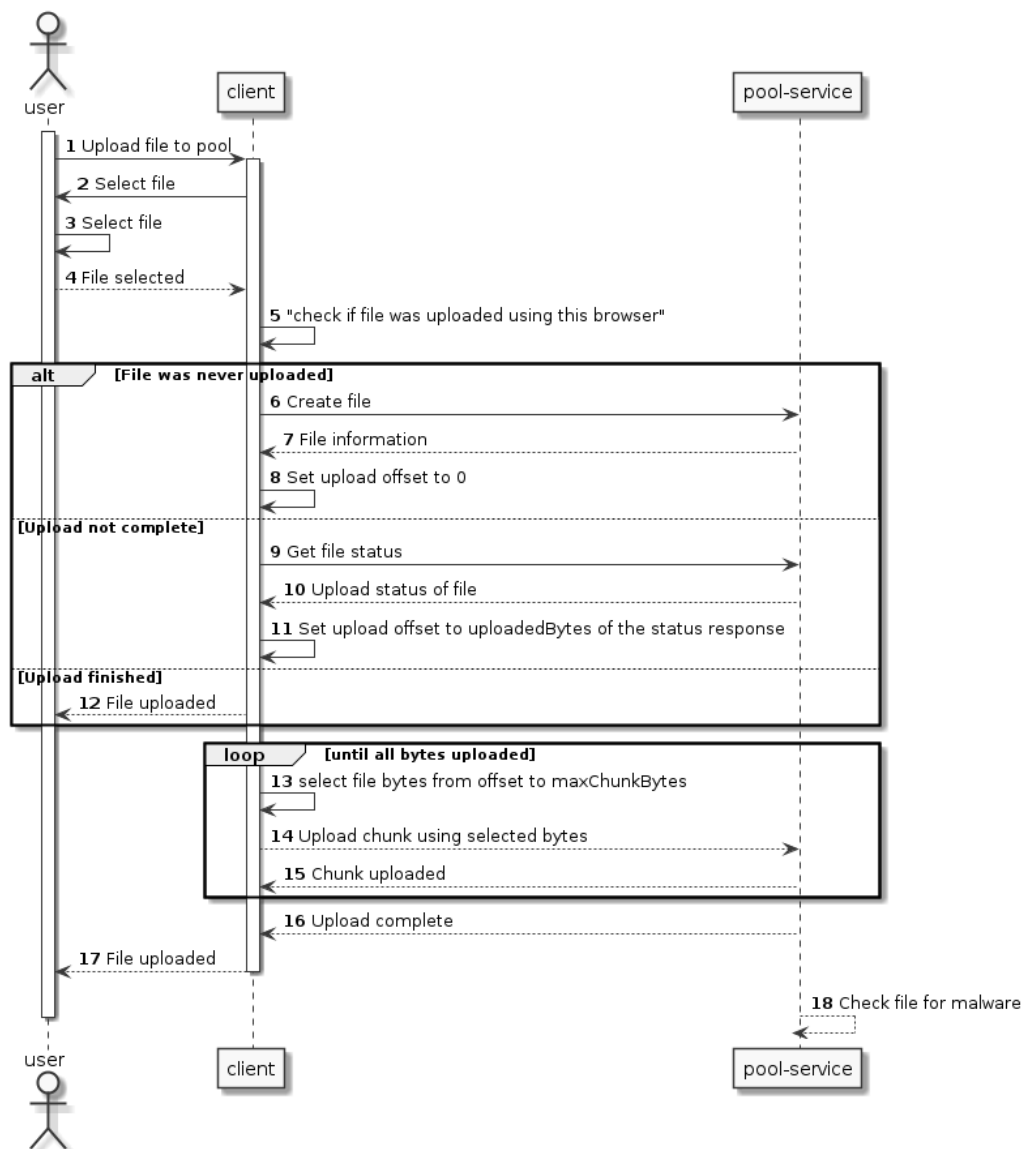 user
client
pool-service
1 Upload file to pool
2 Select file
3 Select file
4 File selected
5 "check if file was uploaded using this browser"
alt [File was never uploaded]
6 Create file
7 File information
8 Set upload offset to 0
[Upload not complete]
9 Get file status
10 Upload status of file
11 Set upload offset to uploadedBytes of the status response
[Upload finished]
12 File uploaded
loop [until all bytes uploaded]
13 select file bytes from offset to maxChunkBytes
14 Upload chunk using selected bytes
15 Chunk uploaded
16 Upload complete
17 File uploaded
18 Check file for malware
user
client
pool-service